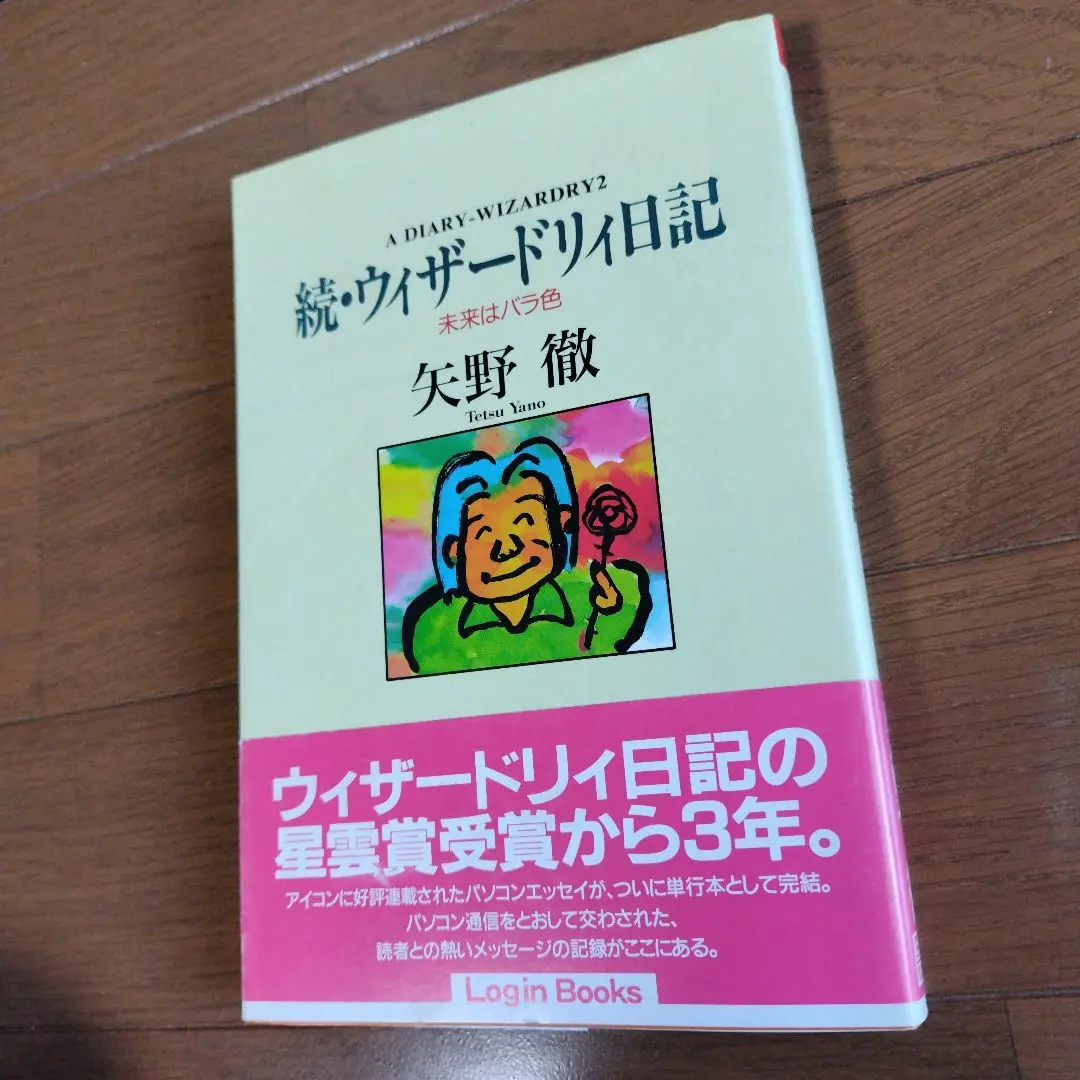 A DIARY-WIZARDRY2
続・ウィザードリィ日記
未来はバラ色
矢野 徹
Tetsu Yano
ウィザードリィ日記の
星雲賞受賞から3年。
アイコンに好評連載されたパソコンエッセイが、ついに単行本として完結。
パソコン通信をとおして交わされた、
読者との熱いメッセージの記録がここにある。
Login Books